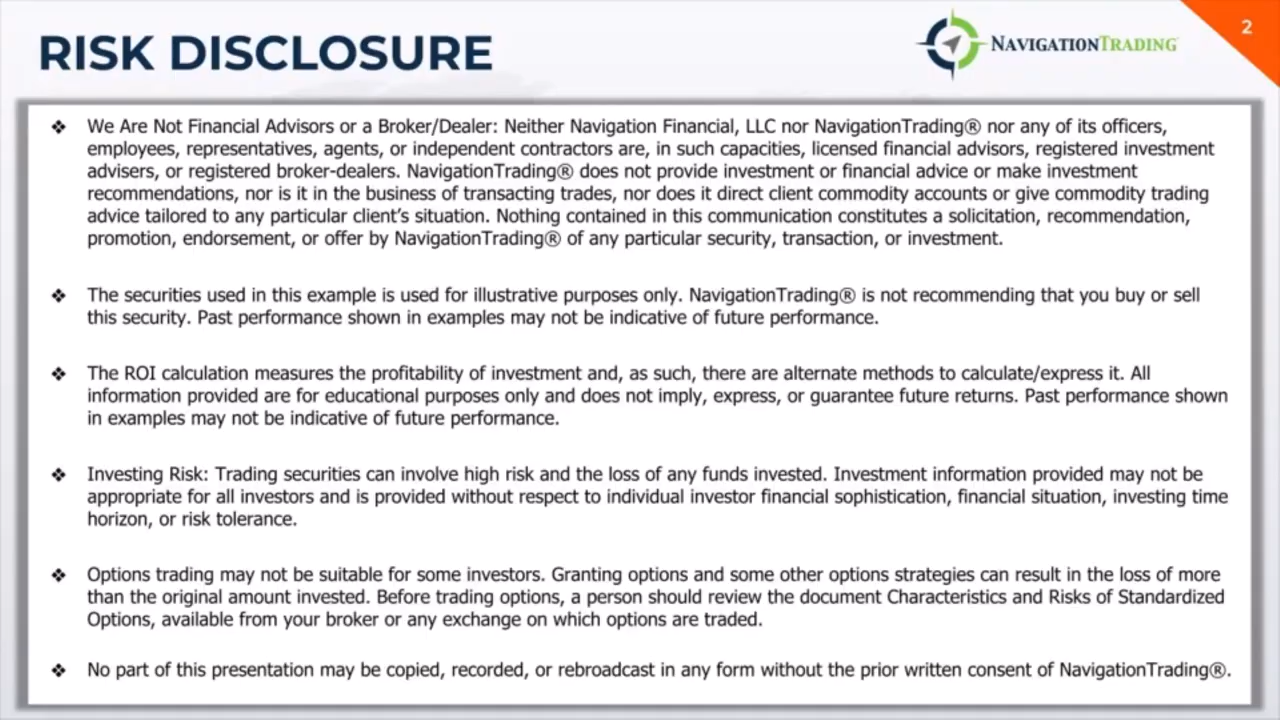 RISK DISCLOSURE
NAVIGATIONTRADING
2
❖ We Are Not Financial Advisors or a Broker/Dealer: Neither Navigation Financial, LLC nor NavigationTrading® nor any of its officers,
employees, representatives, agents, or independent contractors are, in such capacities, licensed financial advisors, registered investment
advisers, or registered broker-dealers. NavigationTrading® does not provide investment or financial advice or make investment
recommendations, nor is it in the business of transacting trades, nor does it direct client commodity accounts or give commodity trading
advice tailored to any particular client's situation. Nothing contained in this communication constitutes a solicitation, recommendation,
promotion, endorsement, or offer by NavigationTrading® of any particular security, transaction, or investment.
❖ The securities used in this example is used for illustrative purposes only. NavigationTrading® is not recommending that you buy or sell
this security. Past performance shown in examples may not be indicative of future performance.
❖ The ROI calculation measures the profitability of investment and, as such, there are alternate methods to calculate/express it. All
information provided are for educational purposes only and does not imply, express, or guarantee future returns. Past performance shown
in examples may not be indicative of future performance.
❖ Investing Risk: Trading securities can involve high risk and the loss of any funds invested. Investment information provided may not be
appropriate for all investors and is provided without respect to individual investor financial sophistication, financial situation, investing time
horizon, or risk tolerance.
❖ Options trading may not be suitable for some investors. Granting options and some other options strategies can result in the loss of more
than the original amount invested. Before trading options, a person should review the document Characteristics and Risks of Standardized
Options, available from your broker or any exchange on which options are traded.
❖ No part of this presentation may be copied, recorded, or rebroadcast in any form without the prior written consent of NavigationTrading®.